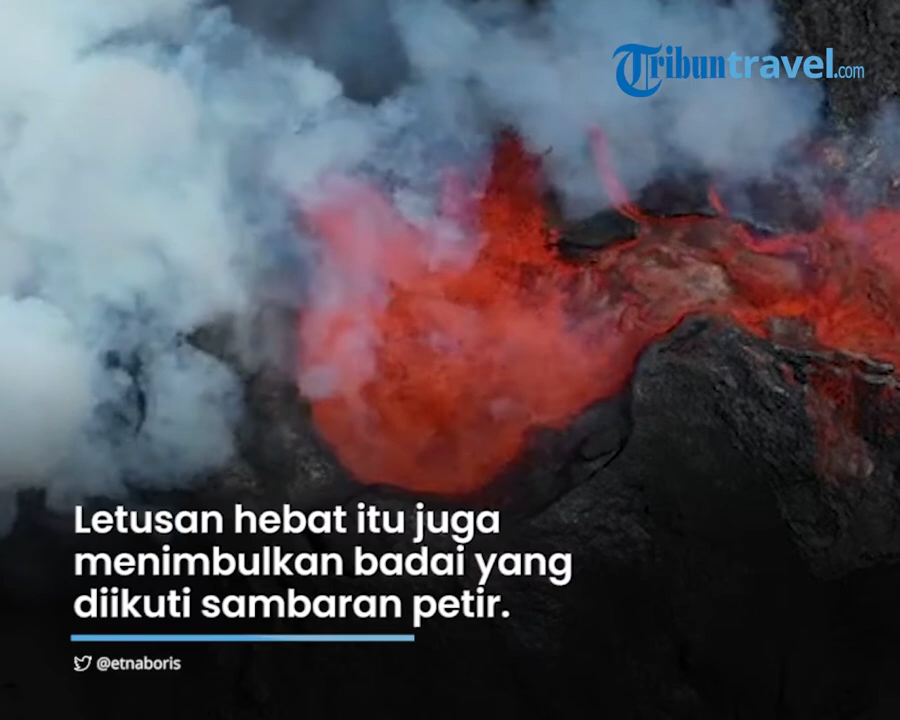 Tribuntravel.com
Letusan hebat itu juga
menimbulkan badai yang
diikuti sambaran petir.
@etnaboris